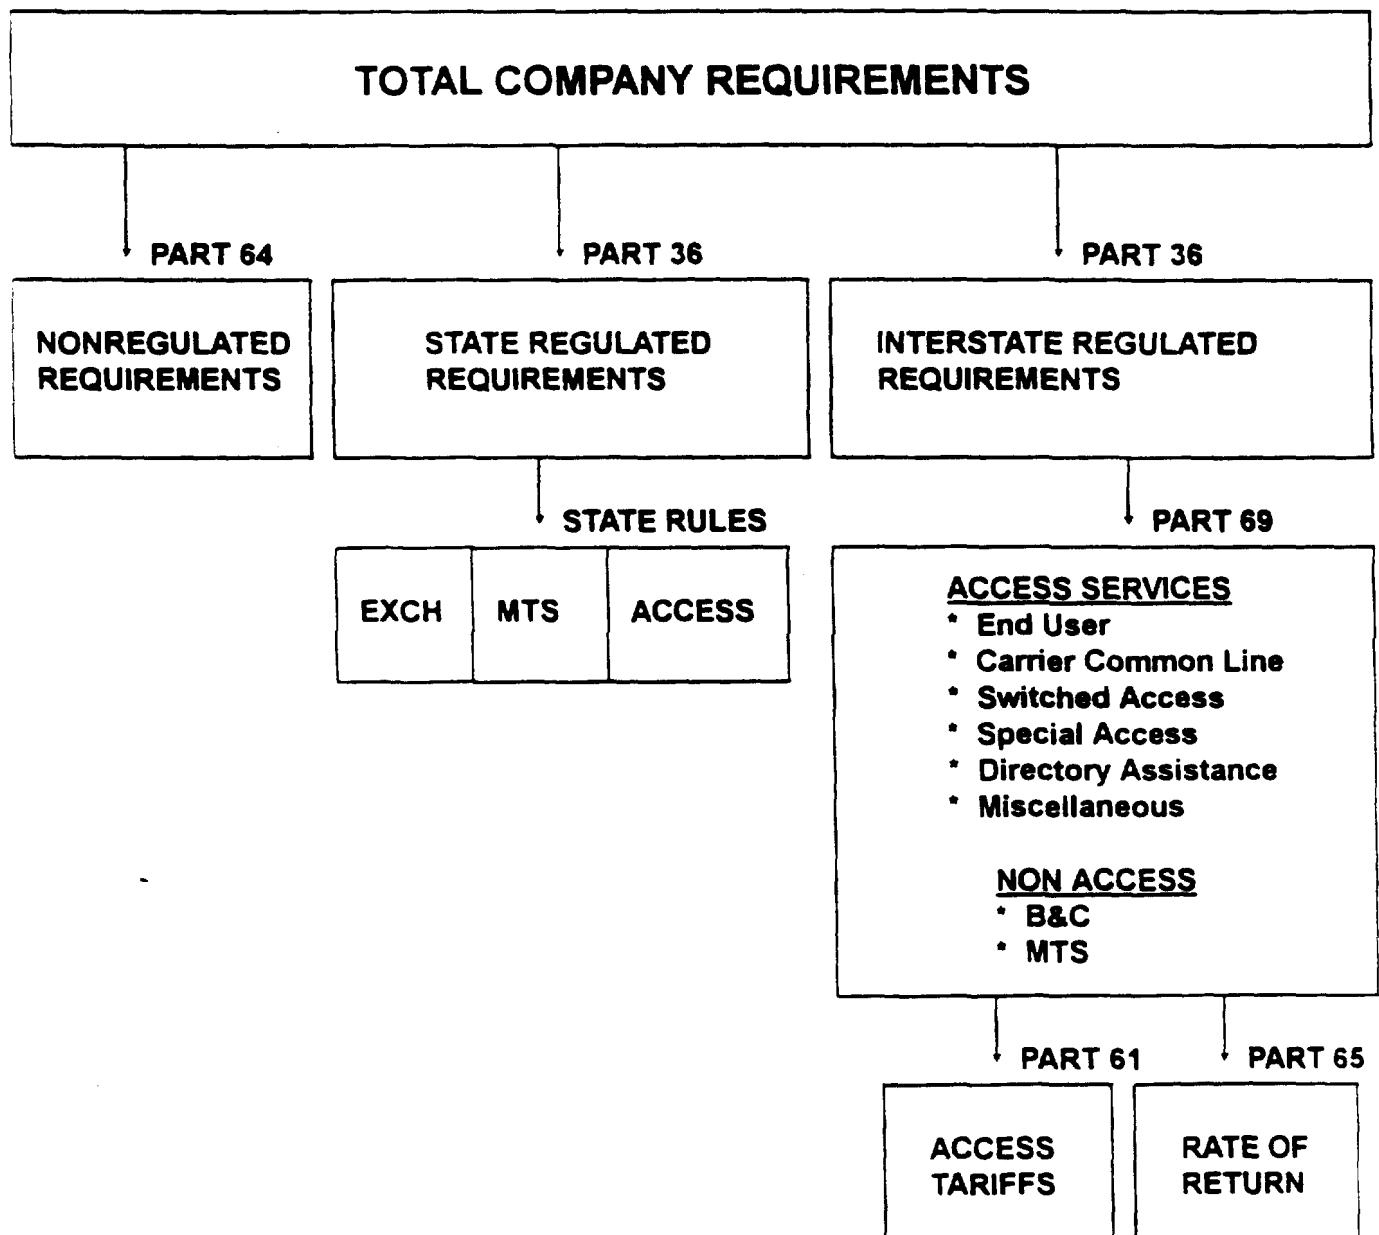 TOTAL COMPANY REQUIREMENTS
PART 64
PART 36
PART 36
NONREGULATED
REQUIREMENTS
STATE REGULATED
REQUIREMENTS
INTERSTATE REGULATED
REQUIREMENTS
STATE RULES
PART 69
EXCH
MTS
ACCESS
ACCESS SERVICES
* End User
* Carrier Common Line
* Switched Access
* Special Access
* Directory Assistance
* Miscellaneous
NON ACCESS
* B&C
* MTS
PART 61
PART 65
ACCESS
TARIFFS
RATE OF
RETURN